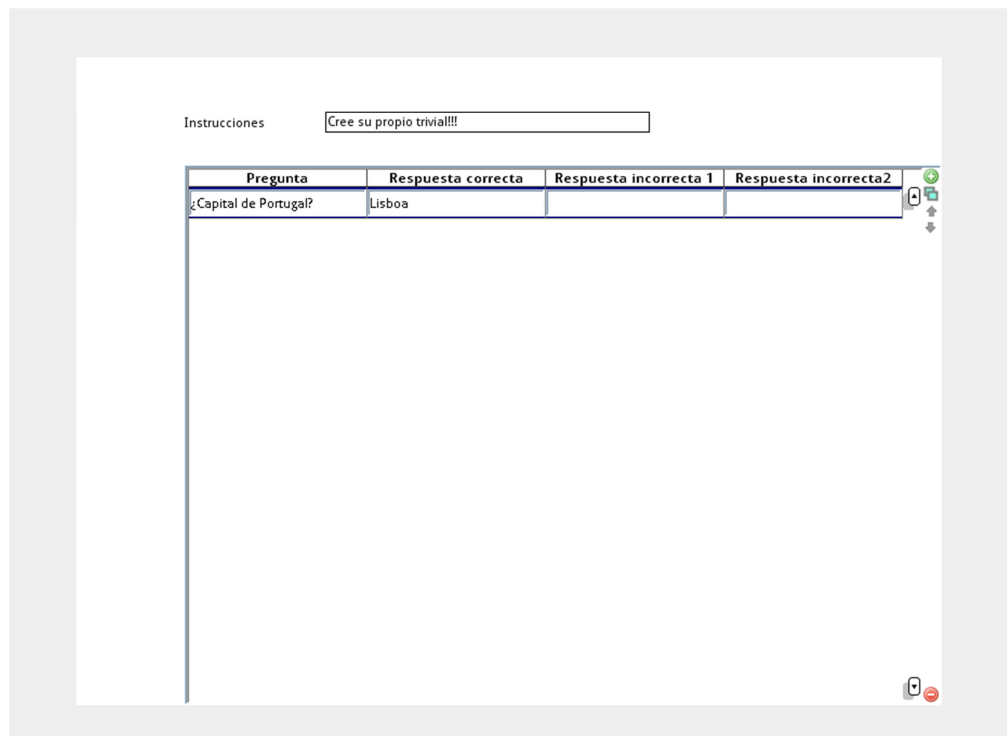 Instrucciones Cree su propio trivial!!!
Pregunta Respuesta correcta Respuesta incorrecta 1 Respuesta incorrecta2
¿Capital de Portugal? Lisboa